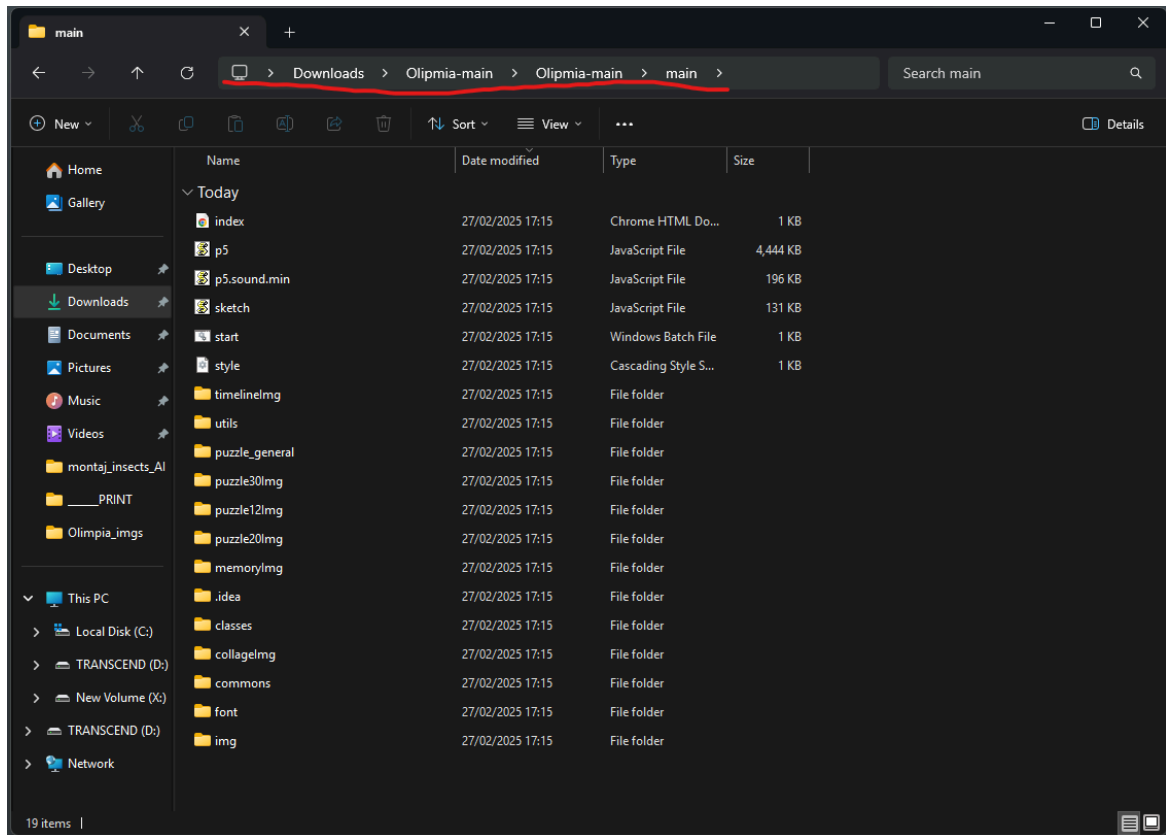 main
Downloads > Olipmia-main > Olipmia-main > main >
Search main
New
Sort
View
Details
Home
Gallery
Desktop
Downloads
Documents
Pictures
Music
Videos
montaj_insects_AI
_____PRINT
Olimpia_imgs
This PC
Local Disk (C:)
TRANSCEND (D:)
New Volume (X:)
TRANSCEND (D:)
Network
Name Date modified Type Size
Today
index 27/02/2025 17:15 Chrome HTML Do... 1 KB
p5 27/02/2025 17:15 JavaScript File 4,444 KB
p5.sound.min 27/02/2025 17:15 JavaScript File 196 KB
sketch 27/02/2025 17:15 JavaScript File 131 KB
start 27/02/2025 17:15 Windows Batch File 1 KB
style 27/02/2025 17:15 Cascading Style S... 1 KB
timelineImg 27/02/2025 17:15 File folder
utils 27/02/2025 17:15 File folder
puzzle_general 27/02/2025 17:15 File folder
puzzle30Img 27/02/2025 17:15 File folder
puzzle12Img 27/02/2025 17:15 File folder
puzzle20Img 27/02/2025 17:15 File folder
memoryImg 27/02/2025 17:15 File folder
.idea 27/02/2025 17:15 File folder
classes 27/02/2025 17:15 File folder
collageImg 27/02/2025 17:15 File folder
commons 27/02/2025 17:15 File folder
font 27/02/2025 17:15 File folder
img 27/02/2025 17:15 File folder
19 items